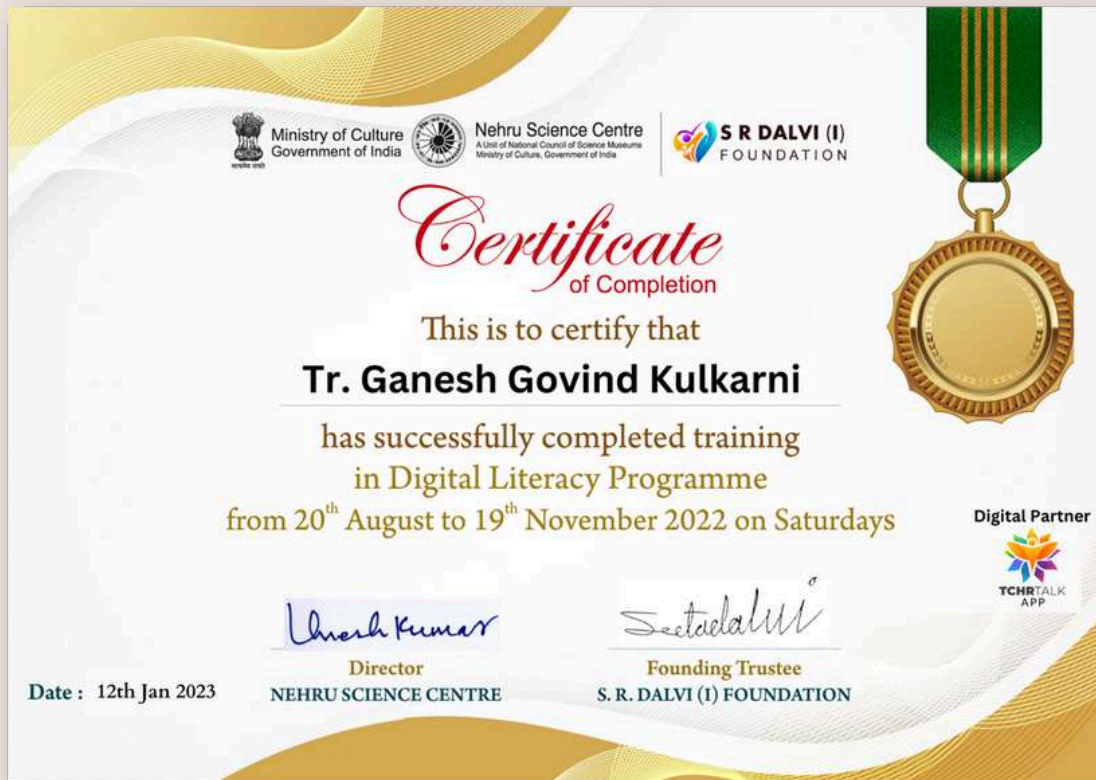 Ministry of Culture
Government of India
Nehru Science Centre
A Unit of National Council of Science Museums
Ministry of Culture, Government of India
S R DALVI (I)
FOUNDATION
Certificate
of Completion
This is to certify that
Tr. Ganesh Govind Kulkarni
has successfully completed training
in Digital Literacy Programme
from 20th August to 19th November 2022 on Saturdays
Digital Partner
TCHRTALK
APP
Umesh Kumar
Seetadalvi
Director
NEHRU SCIENCE CENTRE
Founding Trustee
S. R. DALVI (I) FOUNDATION
Date : 12th Jan 2023